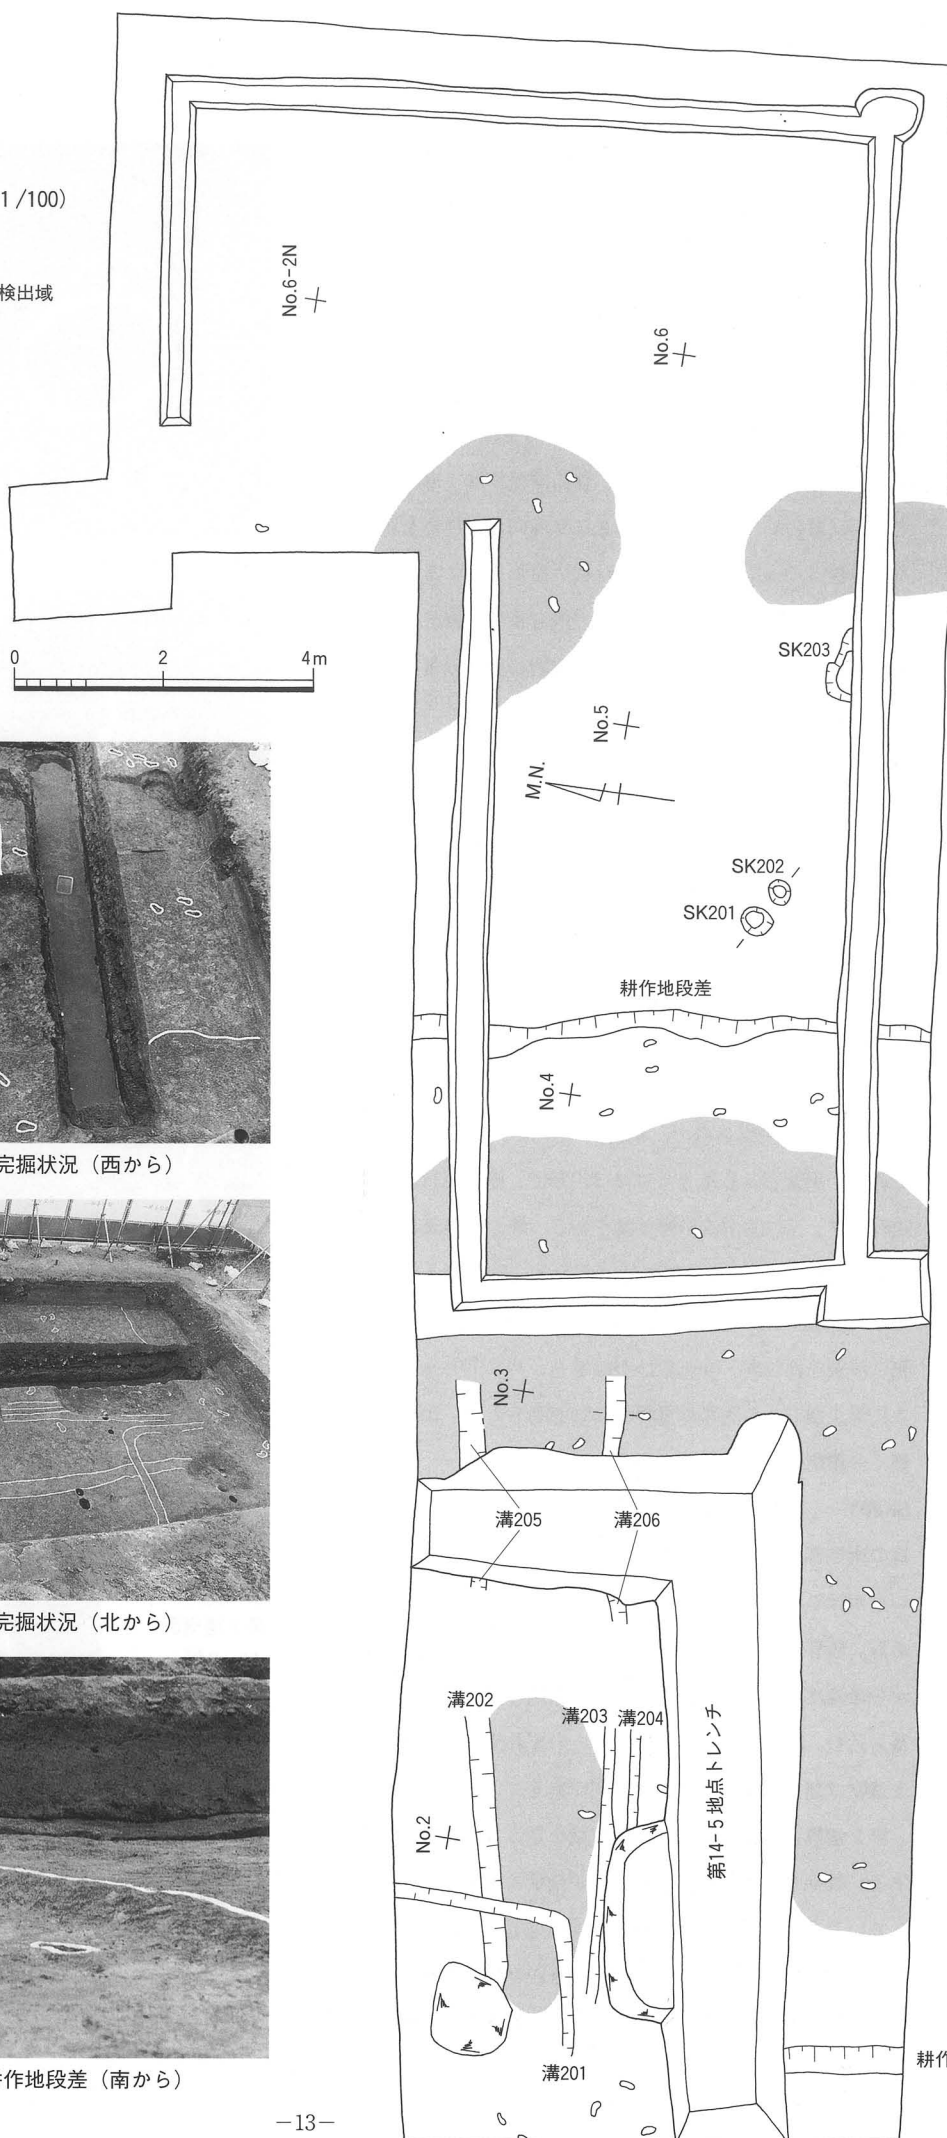 1/100）
検出域
No.6-2N
No.6
0 2 4m
SK203
No.5
M.N.
SK202
SK201
耕作地段差
No.4
完掘状況（西から）
No.3
溝205
溝206
完掘状況（北から）
溝202
溝203
溝204
第14-5地点トレンチ
No.2
溝201
耕作
作地段差（南から）
－13－